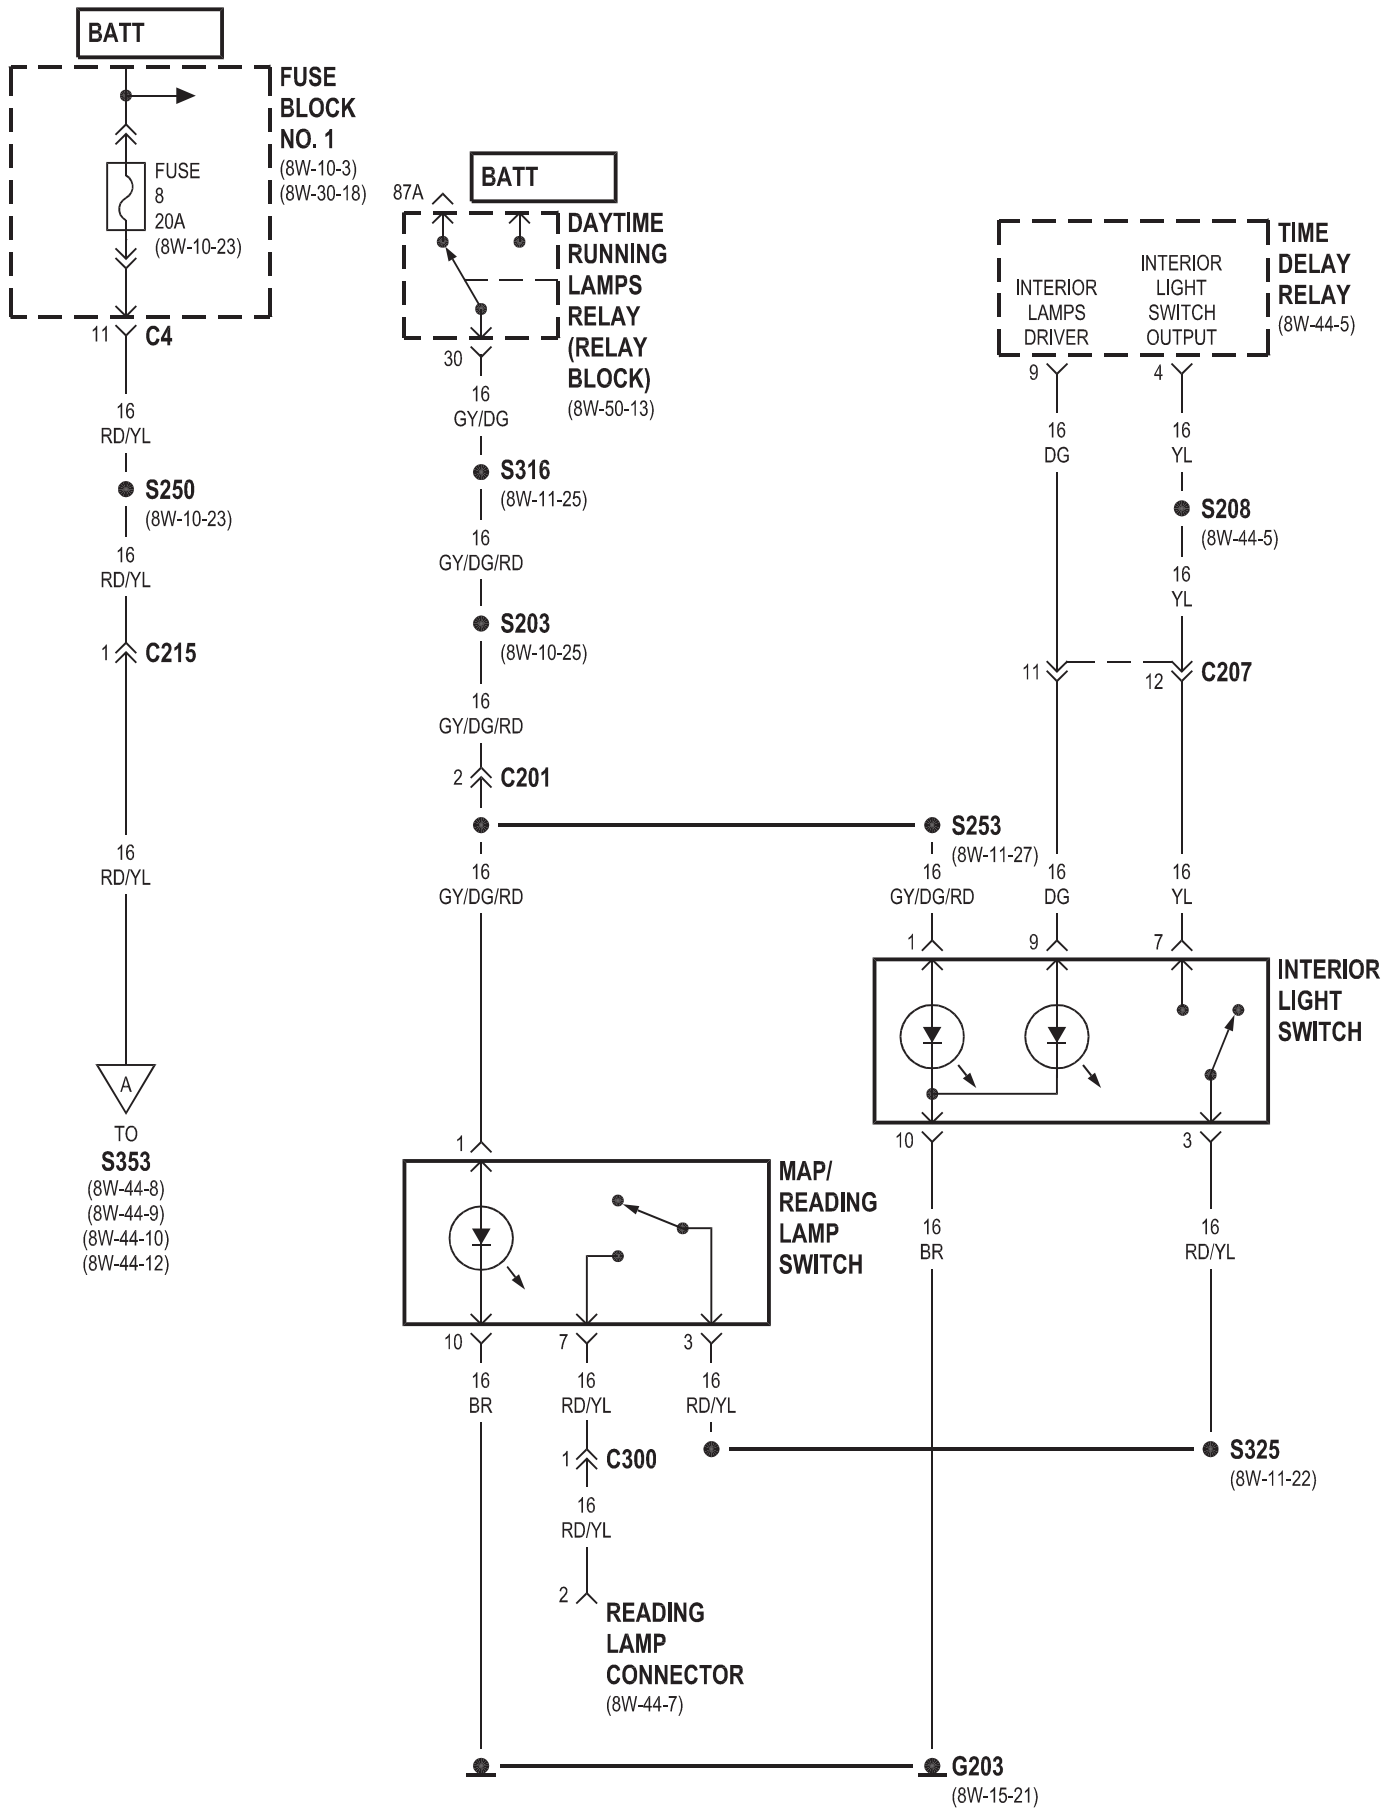 BATT
FUSE
BLOCK
NO. 1
(8W-10-3)
(8W-30-18)
FUSE
8
20A
(8W-10-23)
11
C4
16
RD/YL
S250
(8W-10-23)
16
RD/YL
1
C215
16
RD/YL
A
TO
S353
(8W-44-8)
(8W-44-9)
(8W-44-10)
(8W-44-12)
BATT
87A
DAYTIME
RUNNING
LAMPS
RELAY
(RELAY
BLOCK)
(8W-50-13)
30
16
GY/DG
S316
(8W-11-25)
16
GY/DG/RD
S203
(8W-10-25)
16
GY/DG/RD
2
C201
S253
(8W-11-27)
16
GY/DG/RD
16
GY/DG/RD
TIME
DELAY
RELAY
(8W-44-5)
INTERIOR
LAMPS
DRIVER
INTERIOR
LIGHT
SWITCH
OUTPUT
9
4
16
DG
16
YL
S208
(8W-44-5)
16
YL
11
12
C207
16
DG
16
YL
1
9
7
INTERIOR
LIGHT
SWITCH
10
3
16
BR
16
RD/YL
1
MAP/
READING
LAMP
SWITCH
10
7
3
16
BR
16
RD/YL
16
RD/YL
1
C300
S325
(8W-11-22)
16
RD/YL
2
READING
LAMP
CONNECTOR
(8W-44-7)
G203
(8W-15-21)